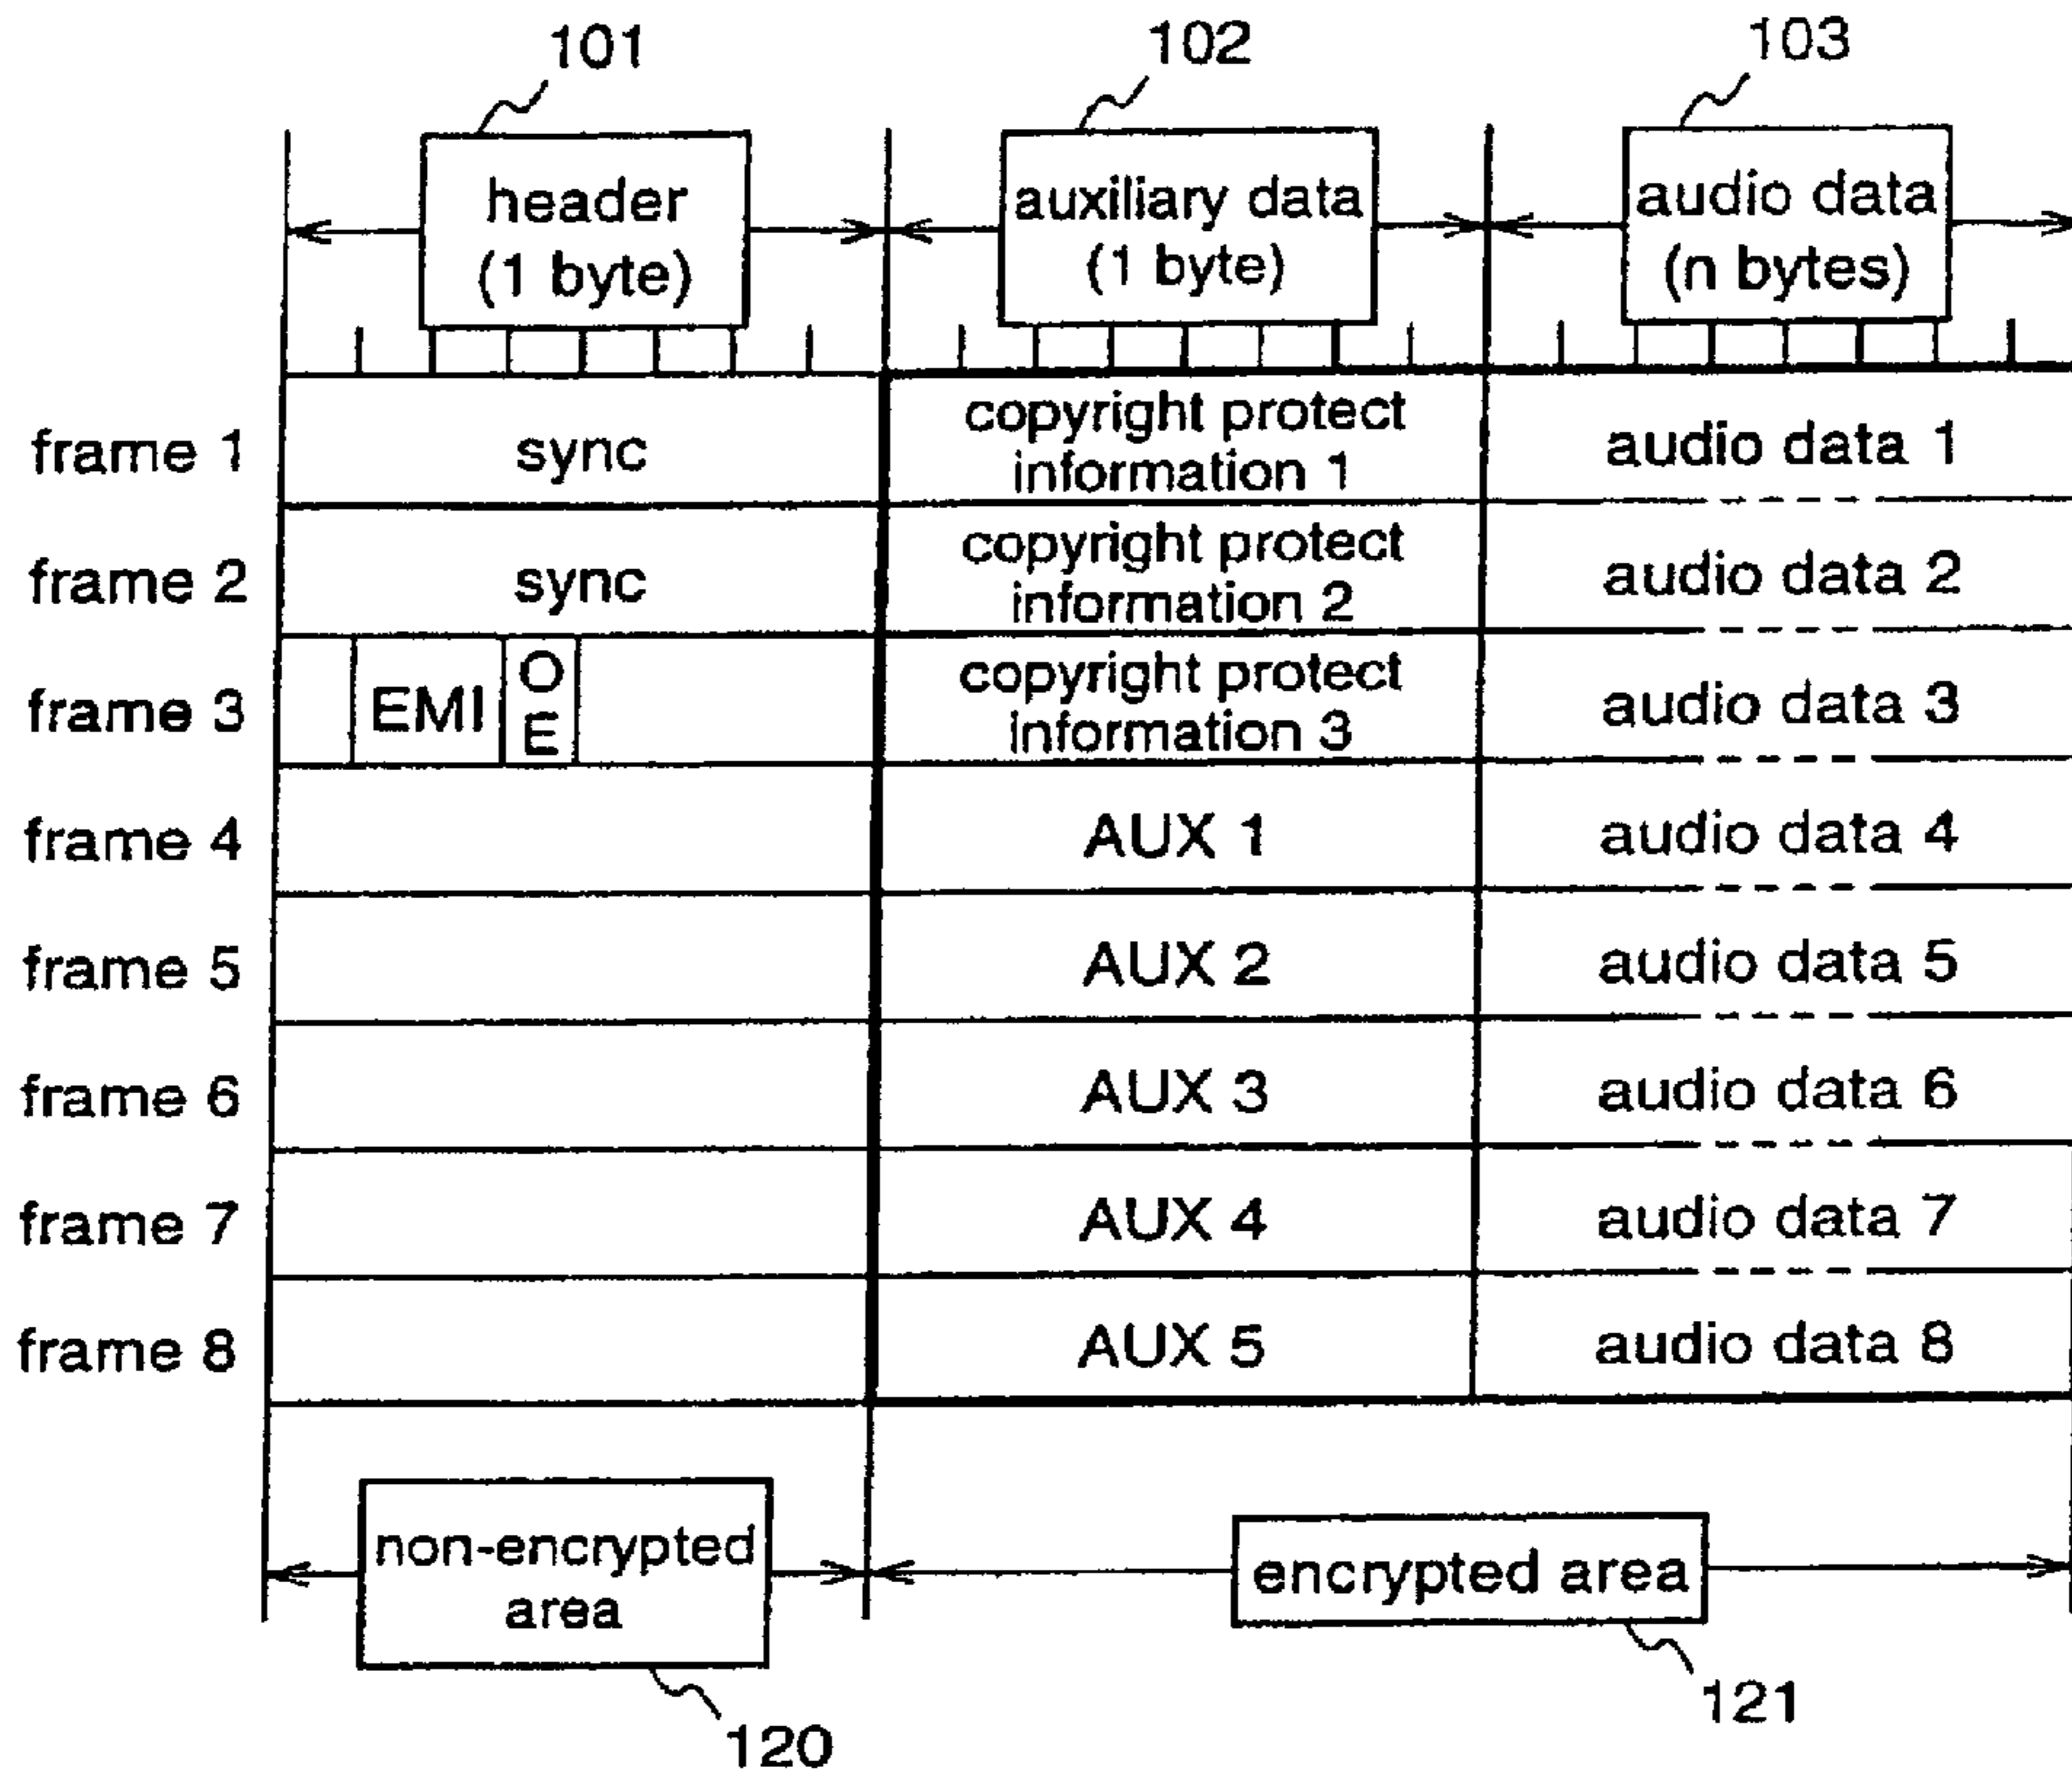 101
102
103
header
(1 byte)
auxiliary data
(1 byte)
audio data
(n bytes)
frame 1
sync
copyright protect
information 1
audio data 1
frame 2
sync
copyright protect
information 2
audio data 2
frame 3
EMI
O
E
copyright protect
information 3
audio data 3
frame 4
AUX 1
audio data 4
frame 5
AUX 2
audio data 5
frame 6
AUX 3
audio data 6
frame 7
AUX 4
audio data 7
frame 8
AUX 5
audio data 8
non-encrypted
area
encrypted area
120
121